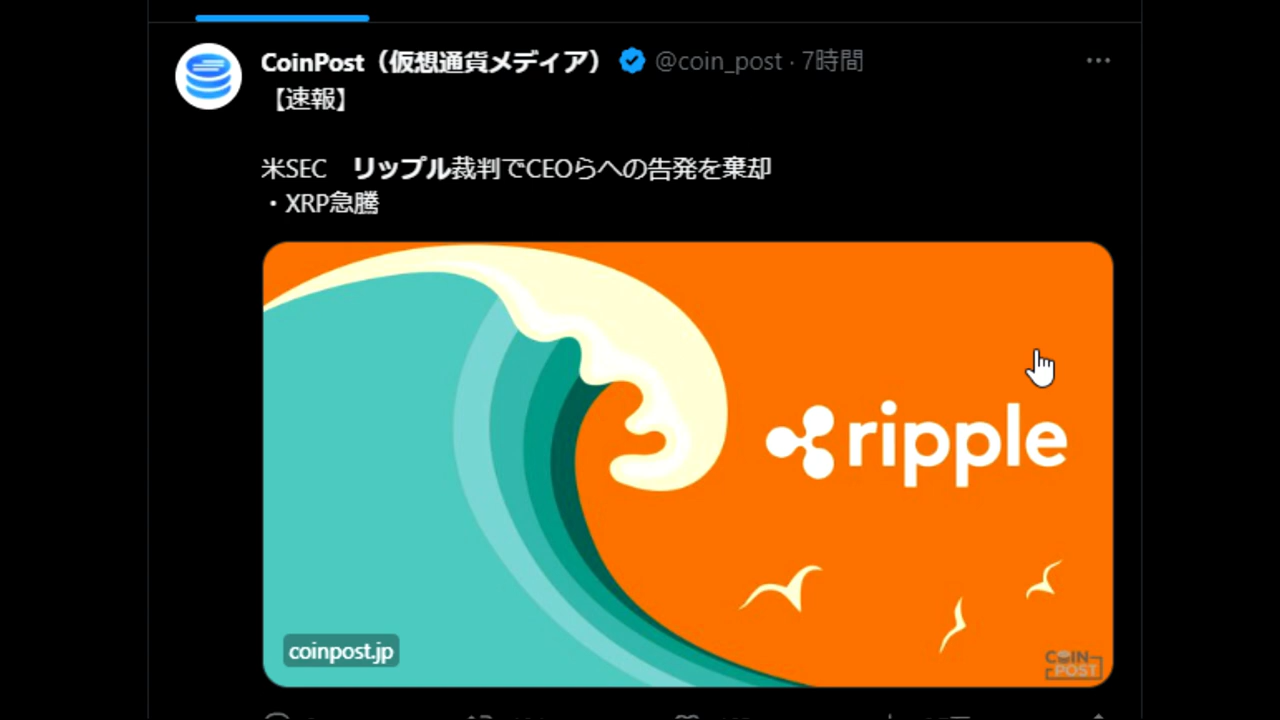 CoinPost（仮想通貨メディア） @coin_post · 7時間
【速報】
米SEC　リップル裁判でCEOらへの告発を棄却
・XRP急騰
ripple
coinpost.jp
COIN POST